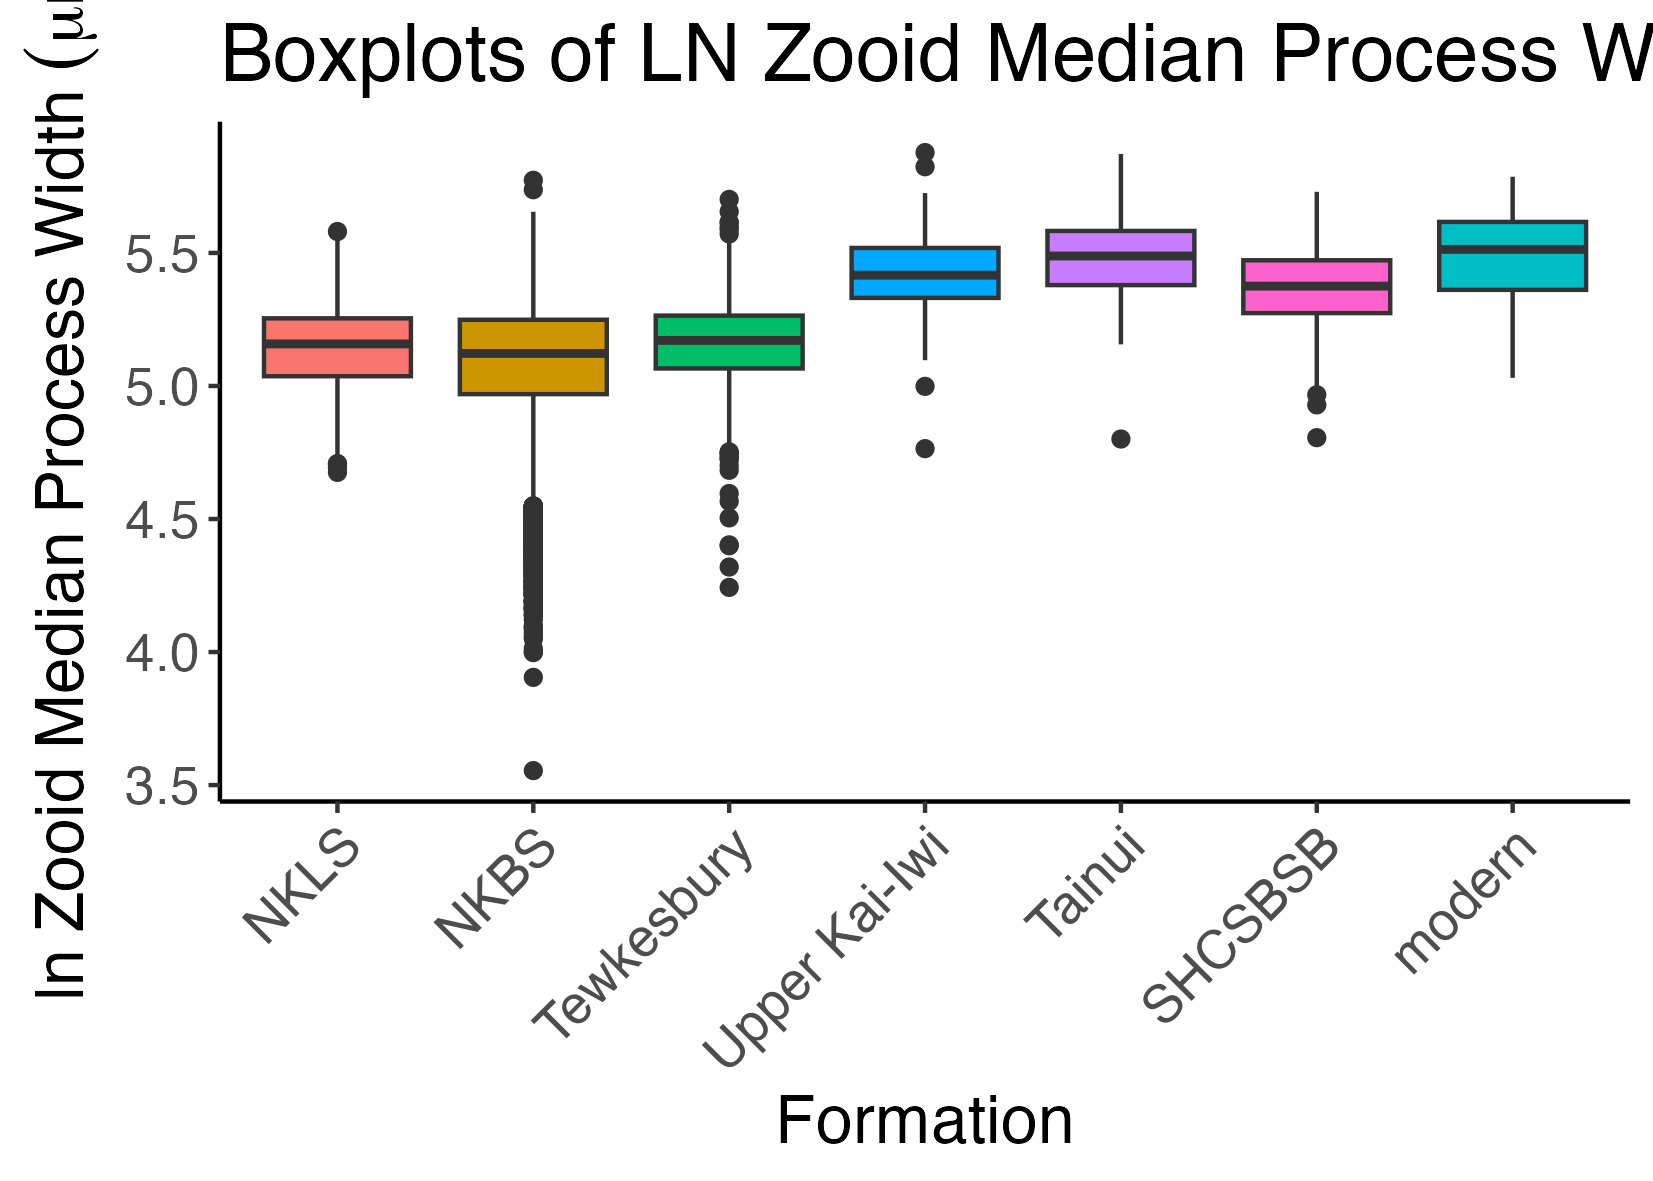 Boxplots of LN Zooid Median Process W
ln Zooid Median Process Width (μ
5.5
5.0
4.5
4.0
3.5
NKLS
NKBS
Tewkesbury
Upper Kai-Iwi
Tainui
SHCSBSB
modern
Formation